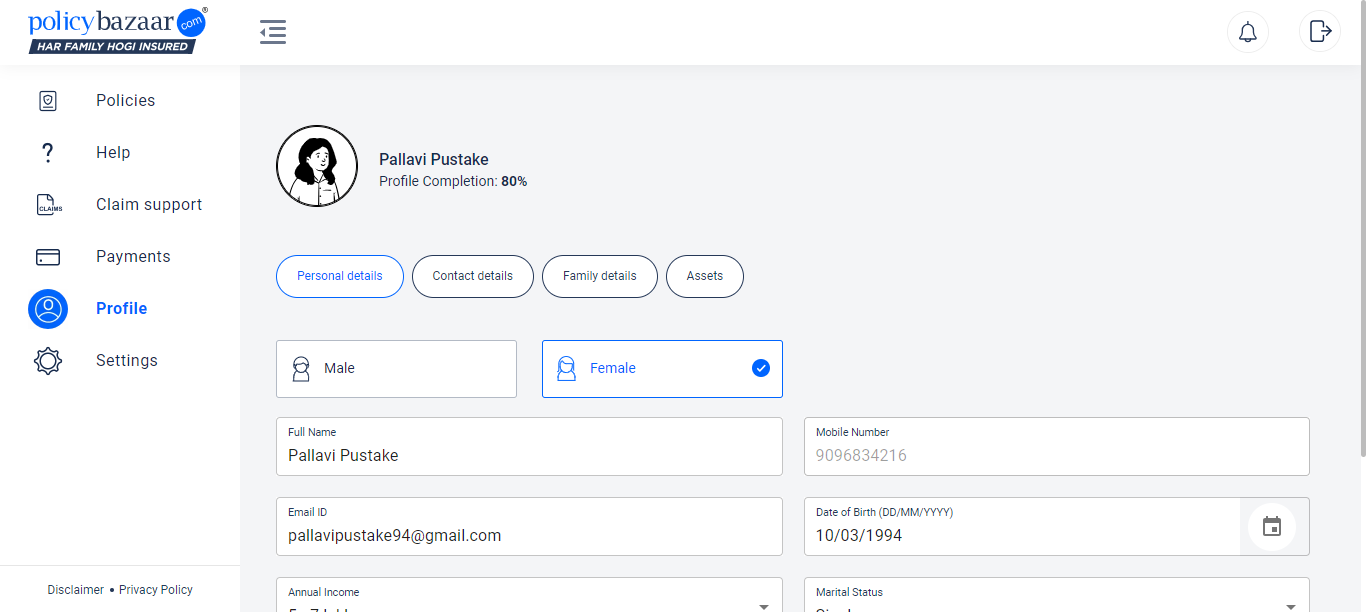 policybazaar com®
HAR FAMILY HOGI INSURED
Policies
Help
CLAIMS
Claim support
Payments
Profile
Settings
Disclaimer • Privacy Policy
Pallavi Pustake
Profile Completion: 80%
Personal details
Contact details
Family details
Assets
Male
Female
Full Name
Pallavi Pustake
Mobile Number
9096834216
Email ID
pallavipustake94@gmail.com
Date of Birth (DD/MM/YYYY)
10/03/1994
Annual Income
Marital Status